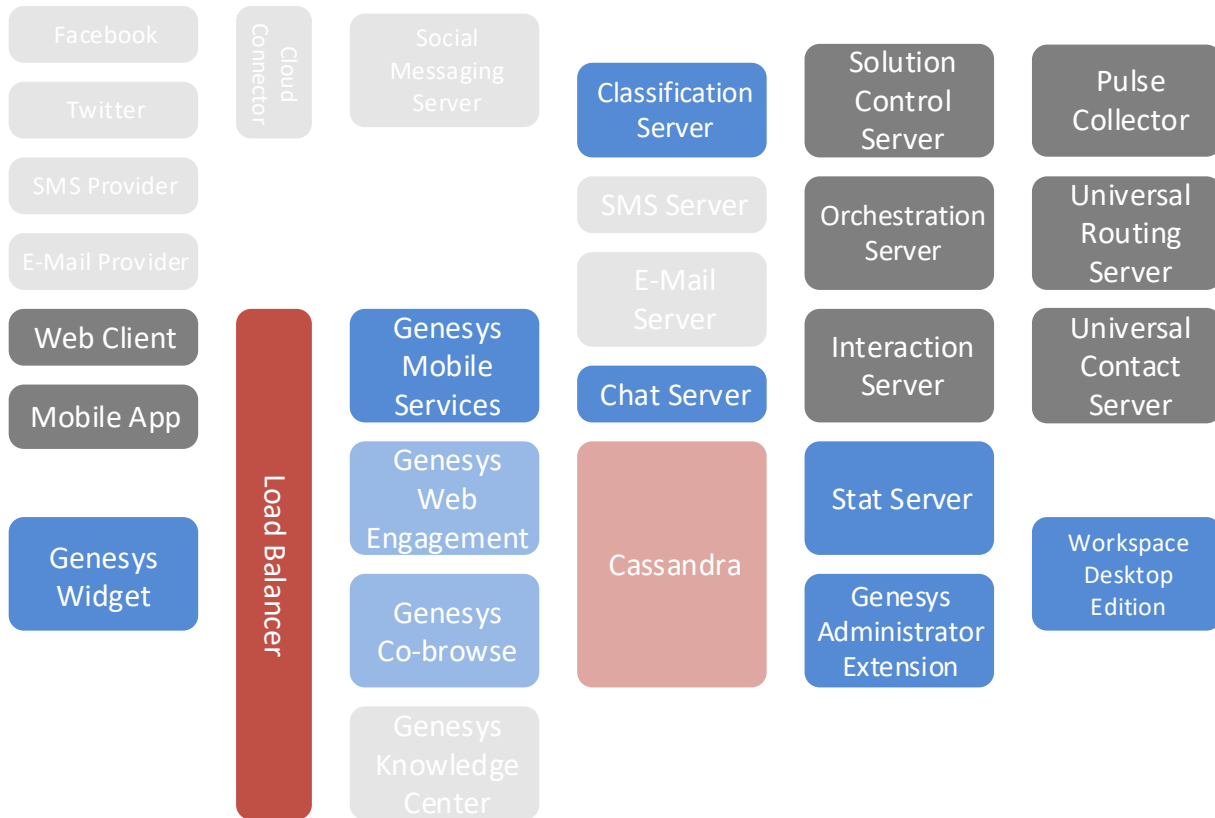 Facebook
Twitter
SMS Provider
E-Mail Provider
Web Client
Mobile App
Genesys
Widget
Cloud
Connector
Load Balancer
Social
Messaging
Server
Genesys
Mobile
Services
Genesys
Web
Engagement
Genesys
Co-browse
Genesys
Knowledge
Center
Classification
Server
SMS Server
E-Mail
Server
Chat Server
Cassandra
Solution
Control
Server
Orchestration
Server
Interaction
Server
Stat Server
Genesys
Administrator
Extension
Pulse
Collector
Universal
Routing
Server
Universal
Contact
Server
Workspace
Desktop
Edition